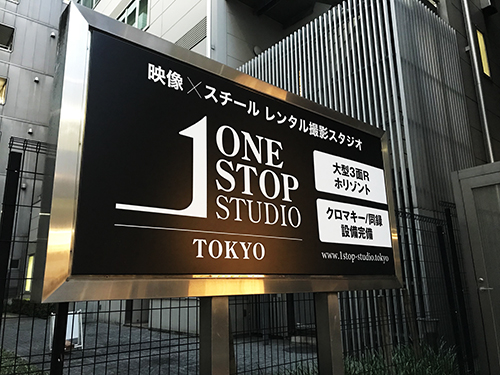 映像×スチール レンタル撮影スタジオ
1 ONE
STOP
STUDIO
TOKYO
大型3面R
ホリゾント
クロマキー/同録
設備完備
www.1stop-studio.tokyo